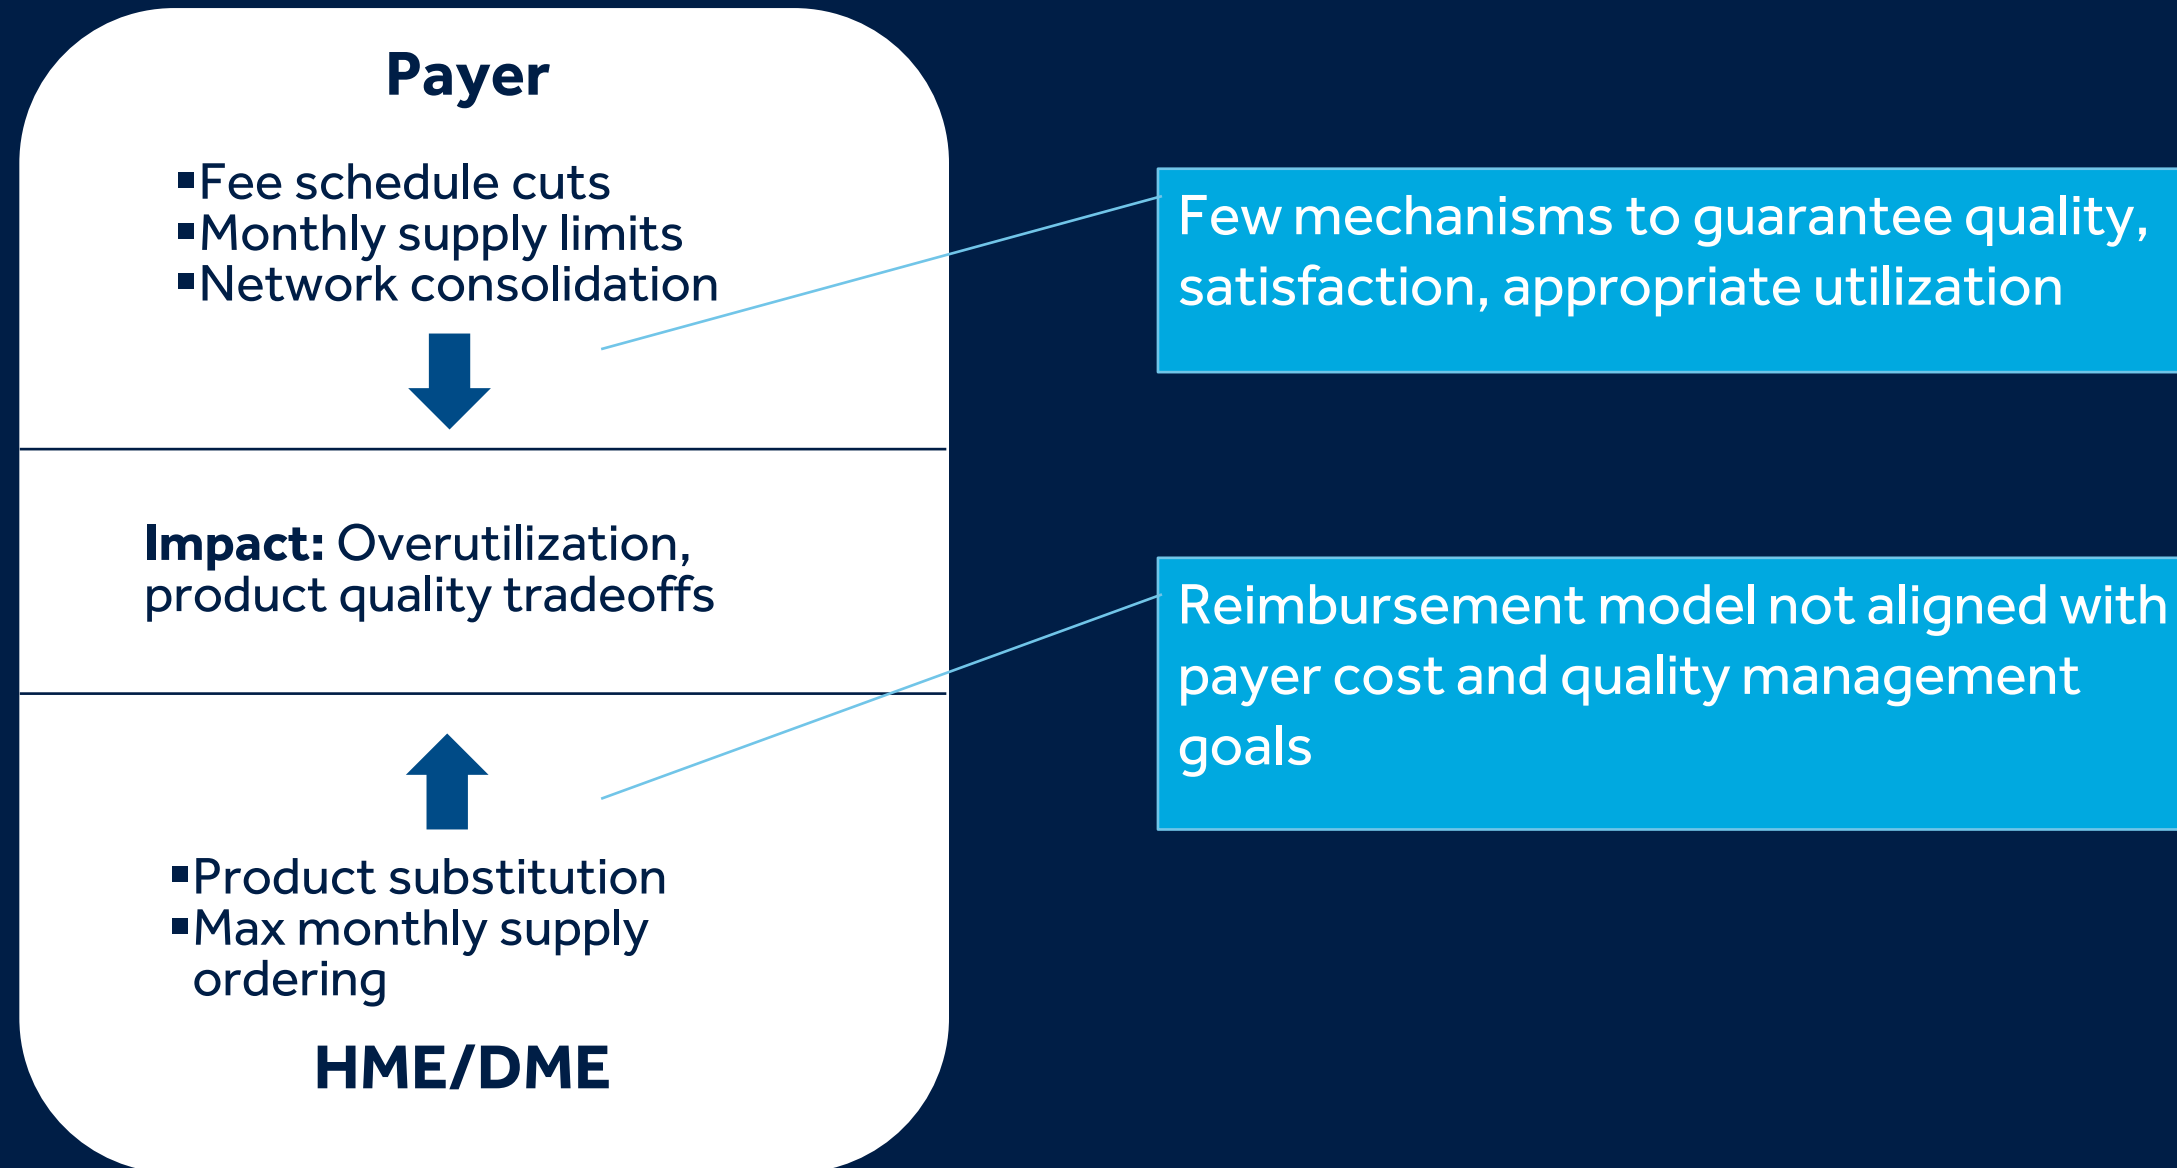 Payer
▪Fee schedule cuts
▪Monthly supply limits
▪Network consolidation
Impact: Overutilization,
product quality tradeoffs
▪Product substitution
▪Max monthly supply
ordering
HME/DME
Few mechanisms to guarantee quality,
satisfaction, appropriate utilization
Reimbursement model not aligned with
payer cost and quality management
goals